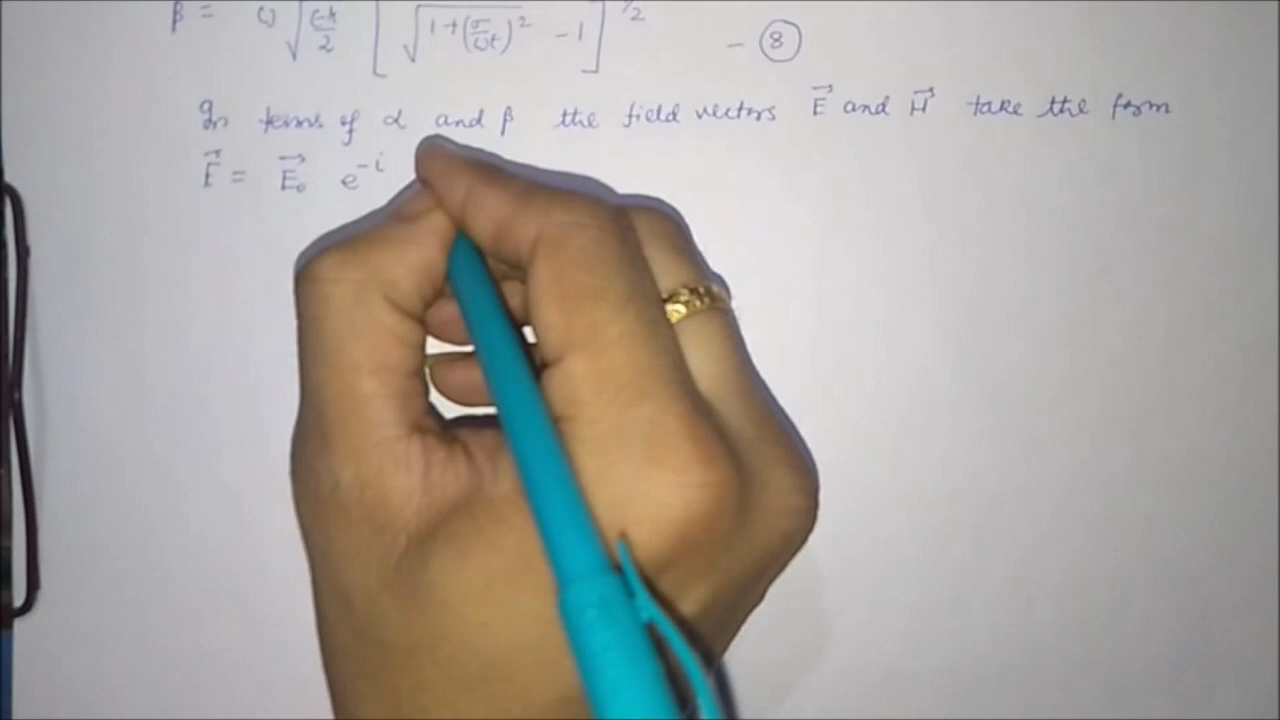 β = ω √(εμ/2) [ √(1+(σ/ωε)²) −1 ]^1/2 — ⑧
In terms of α and β the field vectors E⃗ and H⃗ take the form
E⃗ = E⃗₀ e^−i